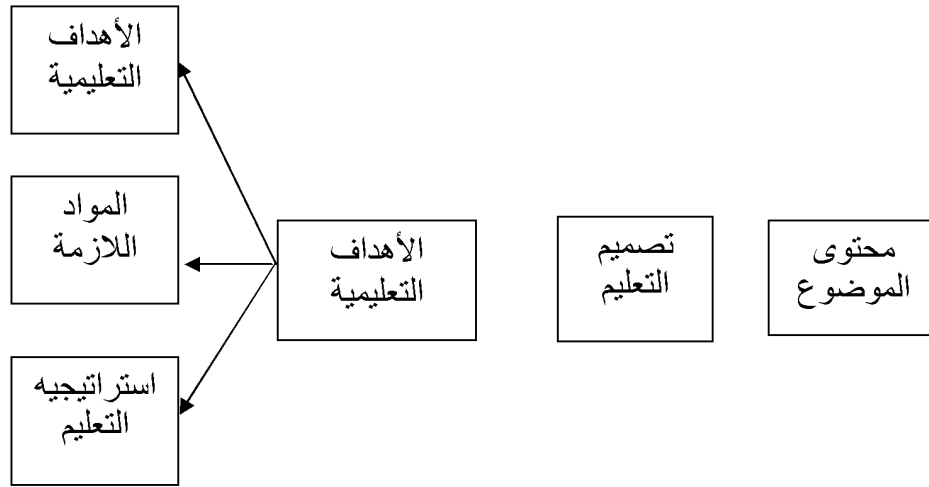 محتوى
الموضوع
تصميم
التعليم
الأهداف
التعليمية
الأهداف
التعليمية
المواد
اللازمة
استراتيجيه
التعليم